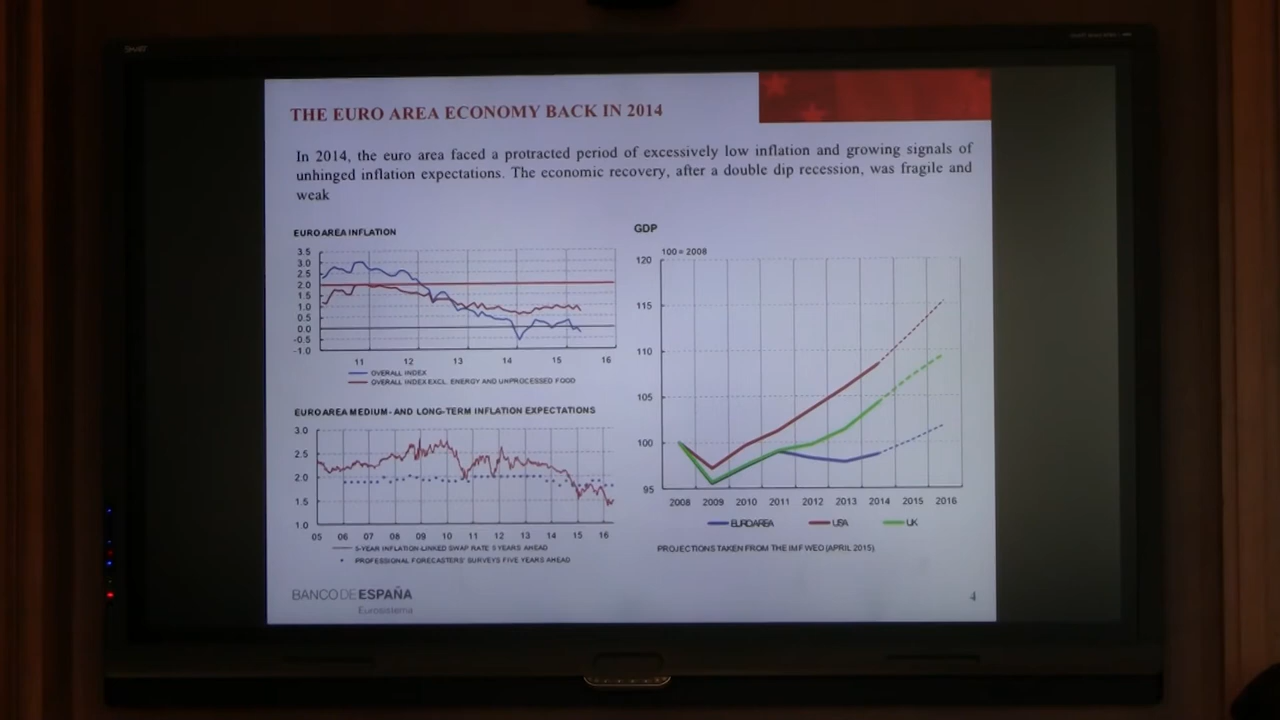 SMART
THE EURO AREA ECONOMY BACK IN 2014
In 2014, the euro area faced a protracted period of excessively low inflation and growing signals of
unhinged inflation expectations. The economic recovery, after a double dip recession, was fragile and
weak
EURO AREA INFLATION
3.5
3.0
2.5
2.0
1.5
1.0
0.5
0.0
-0.5
-1.0
11 12 13 14 15 16
OVERALL INDEX
OVERALL INDEX EXCL. ENERGY AND UNPROCESSED FOOD
EURO AREA MEDIUM- AND LONG-TERM INFLATION EXPECTATIONS
3.0
2.5
2.0
1.5
1.0
05 06 07 08 09 10 11 12 13 14 15 16
5-YEAR INFLATION-LINKED SWAP RATE 5 YEARS AHEAD
PROFESSIONAL FORECASTERS' SURVEYS FIVE YEARS AHEAD
GDP
100 = 2008
120
115
110
105
100
95
2008 2009 2010 2011 2012 2013 2014 2015 2016
EURO AREA USA UK
PROJECTIONS TAKEN FROM THE IMF WEO (APRIL 2015)
BANCO DE ESPAÑA
Eurosistema
4